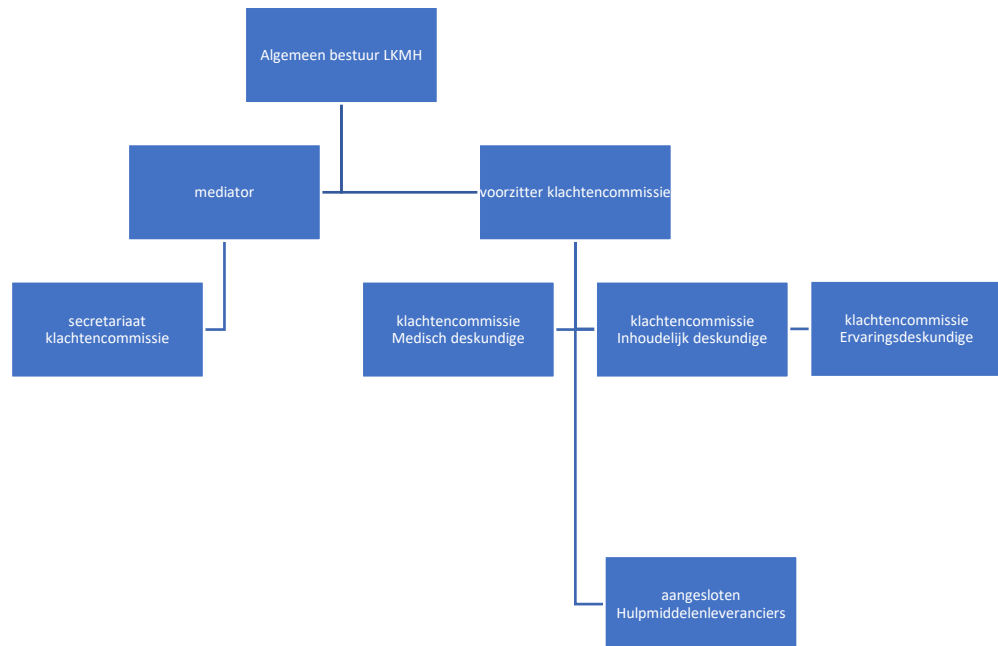 Algemeen bestuur LKMH
mediator
voorzitter klachtencommissie
secretariaat
klachtencommissie
klachtencommissie
Medisch deskundige
klachtencommissie
Inhoudelijk deskundige
klachtencommissie
Ervaringsdeskundige
aangesloten
Hulpmiddelenleveranciers